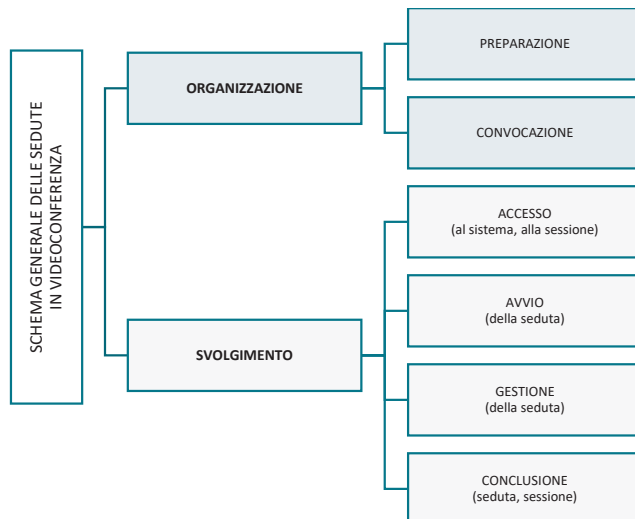 SCHEMA GENERALE DELLE SEDUTE
IN VIDEOCONFERENZA
ORGANIZZAZIONE
PREPARAZIONE
CONVOCAZIONE
SVOLGIMENTO
ACCESSO
(al sistema, alla sessione)
AVVIO
(della seduta)
GESTIONE
(della seduta)
CONCLUSIONE
(seduta, sessione)